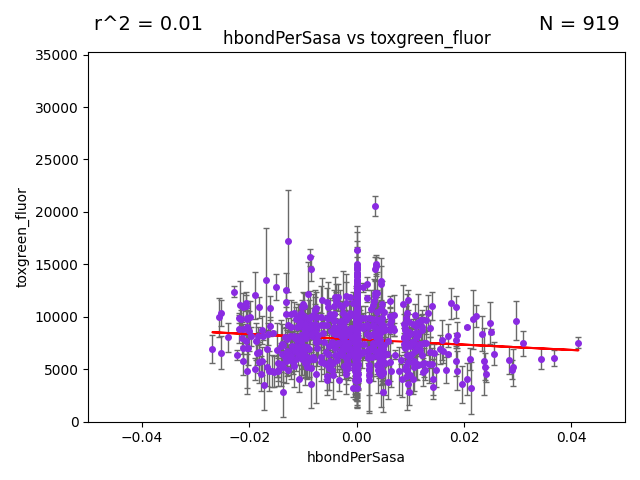 r^2 = 0.01
N = 919
hbondPerSasa vs toxgreen_fluor
35000
30000
25000
20000
15000
10000
5000
0
toxgreen_fluor
−0.04
−0.02
0.00
0.02
0.04
hbondPerSasa